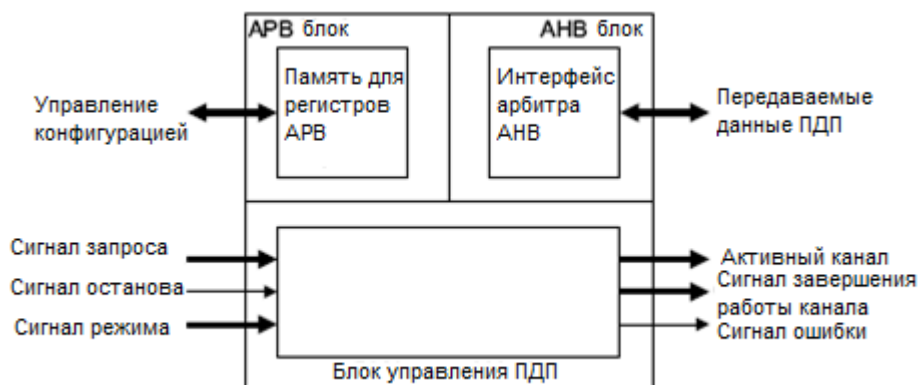 APB блок
AHB блок
Память для
регистров
APB
Интерфейс
арбитра
AHB
Управление
конфигурацией
Передаваемые
данные ПДП
Сигнал запроса
Сигнал останова
Сигнал режима
Активный канал
Сигнал завершения
работы канала
Сигнал ошибки
Блок управления ПДП